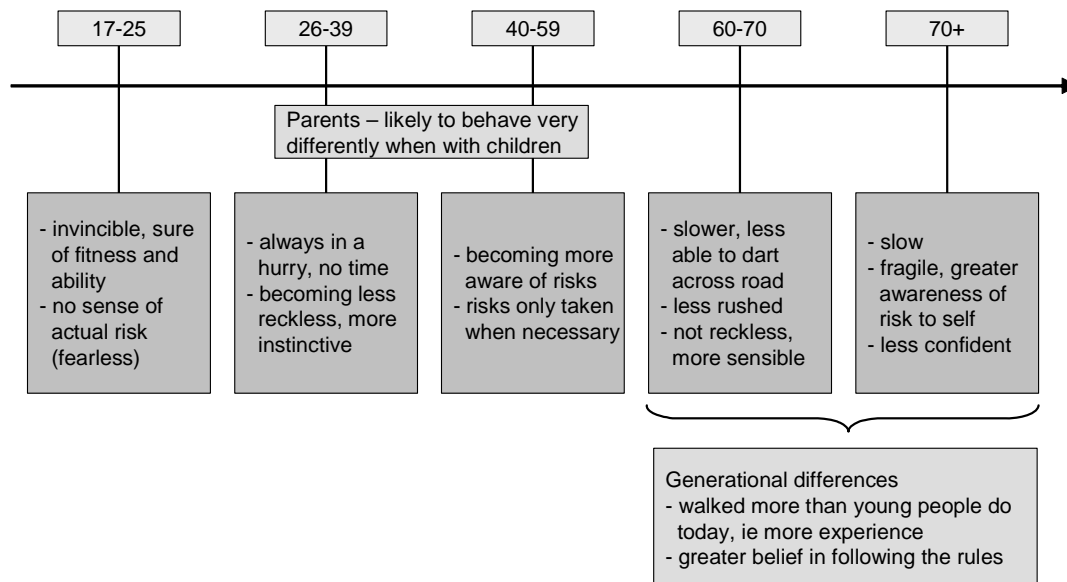 17-25
26-39
40-59
60-70
70+
Parents – likely to behave very
differently when with children
- invincible, sure
of fitness and
ability
- no sense of
actual risk
(fearless)
- always in a
hurry, no time
- becoming less
reckless, more
instinctive
- becoming more
aware of risks
- risks only taken
when necessary
- slower, less
able to dart
across road
- less rushed
- not reckless,
more sensible
- slow
- fragile, greater
awareness of
risk to self
- less confident
Generational differences
- walked more than young people do
today, ie more experience
- greater belief in following the rules